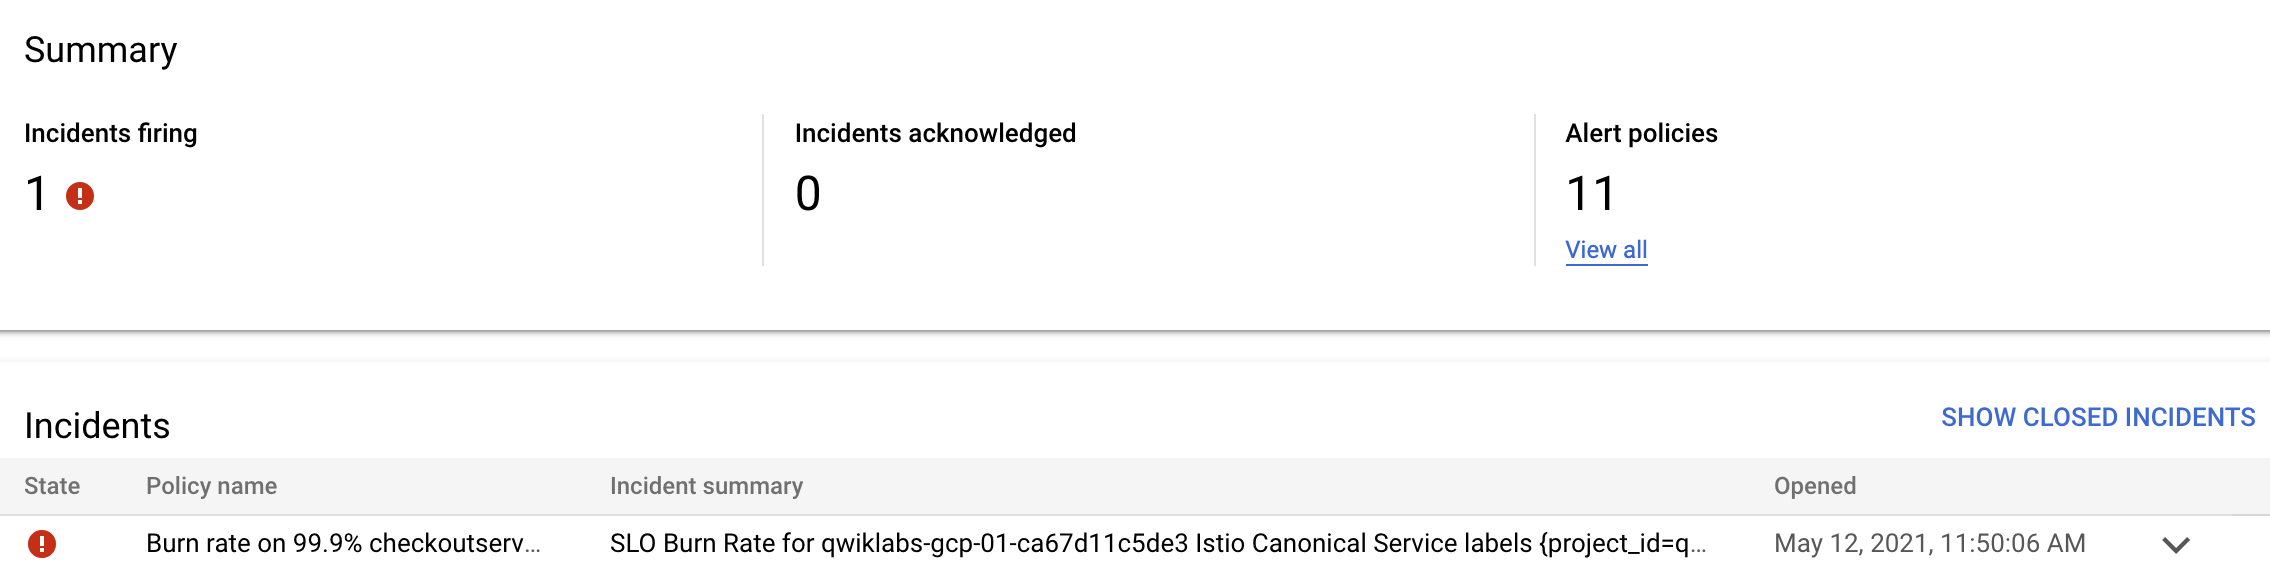 Summary
Incidents firing
1
Incidents acknowledged
0
Alert policies
11
View all
Incidents
SHOW CLOSED INCIDENTS
State Policy name Incident summary Opened
Burn rate on 99.9% checkoutserv... SLO Burn Rate for qwiklabs-gcp-01-ca67d11c5de3 Istio Canonical Service labels {project_id=q... May 12, 2021, 11:50:06 AM